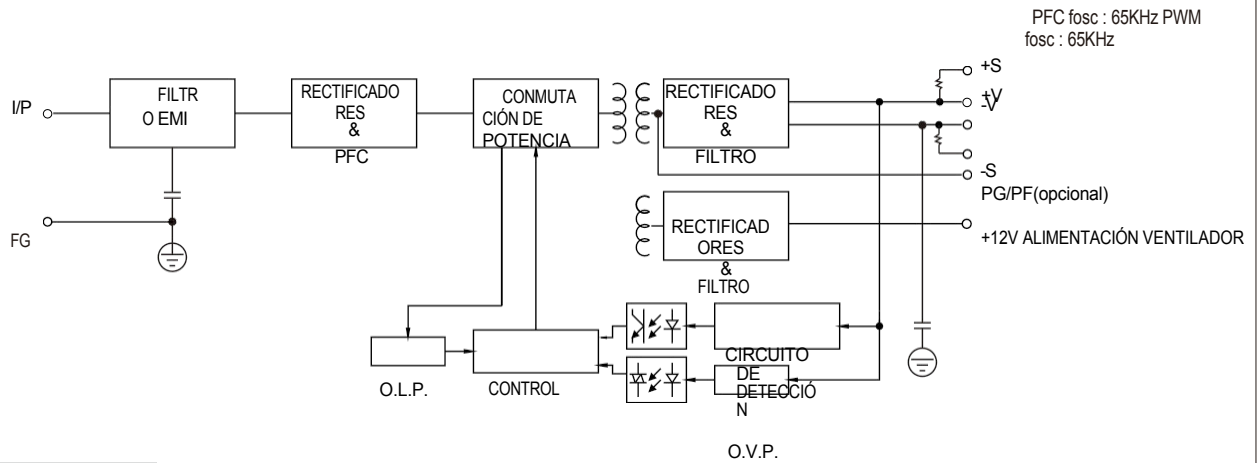 PFC fosc : 65KHz PWM
fosc : 65KHz
I/P
FILTR
O EMI
RECTIFICADO
RES
&
PFC
CONMUTA
CIÓN DE
POTENCIA
RECTIFICADO
RES
&
FILTRO
+S
+V
-V
-S
PG/PF(opcional)
FG
RECTIFICAD
ORES
&
FILTRO
+12V ALIMENTACIÓN VENTILADOR
O.L.P.
CONTROL
CIRCUITO
DE
DETECCIÓ
N
O.V.P.